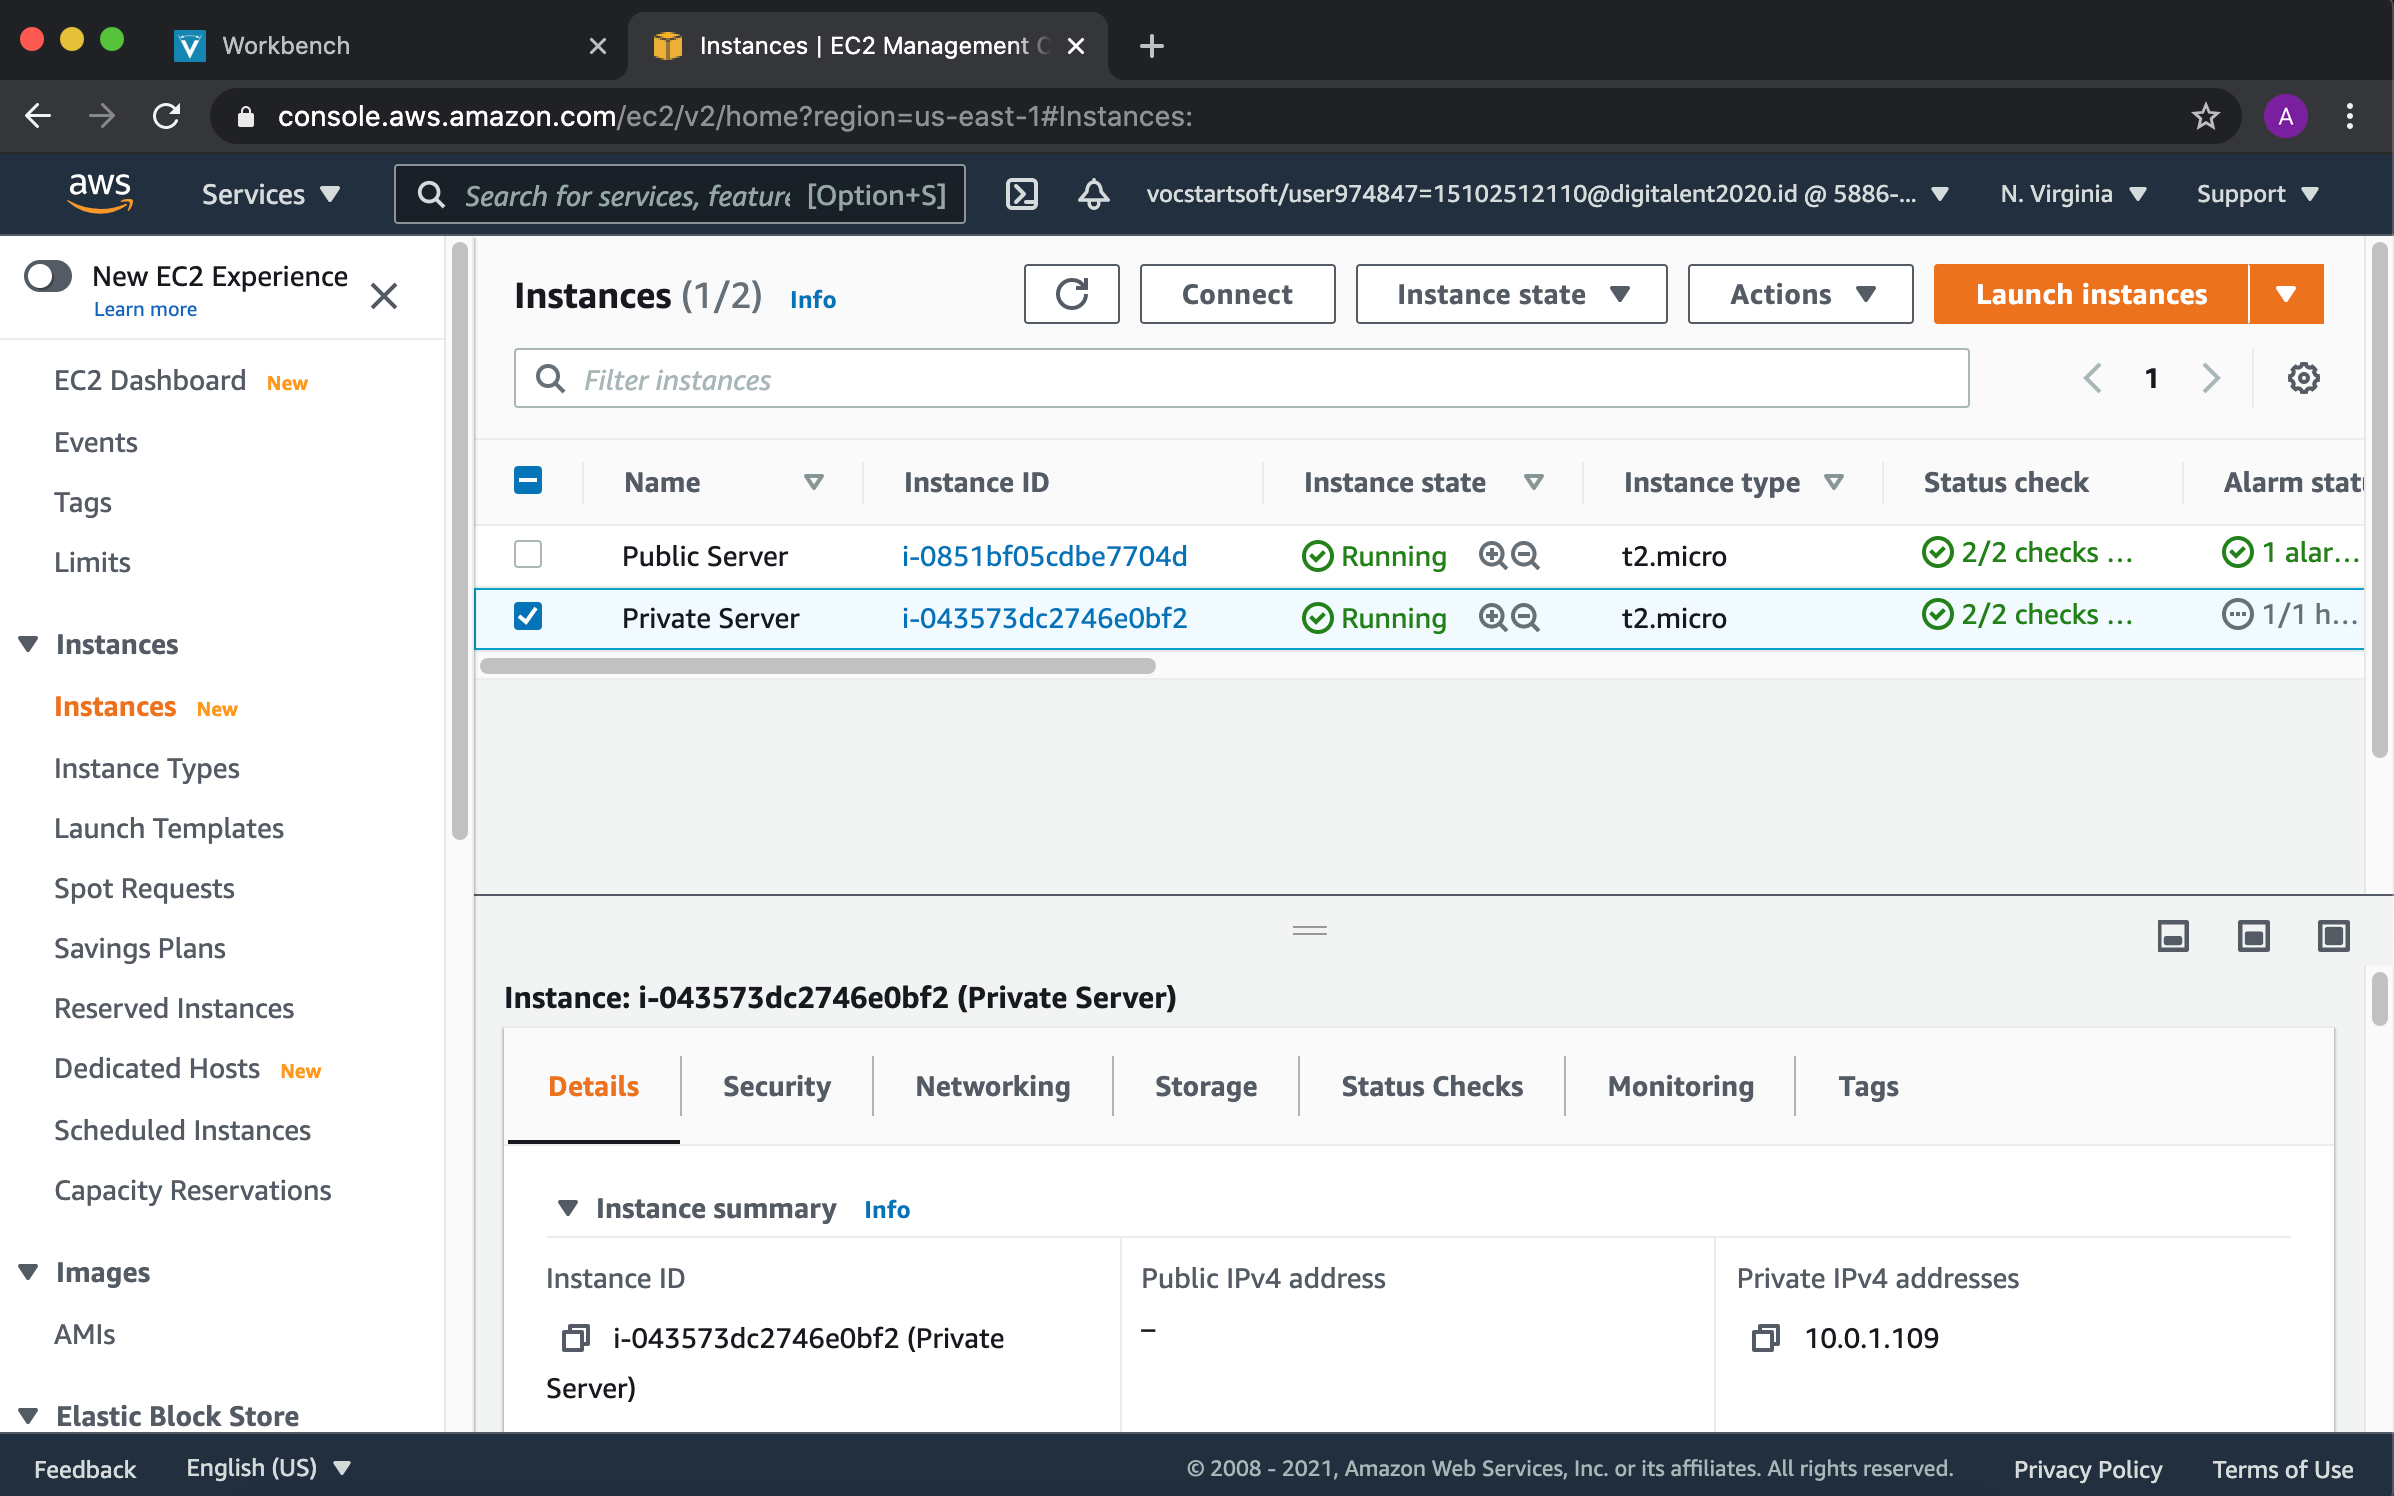 Workbench
Instances | EC2 Management C
console.aws.amazon.com/ec2/v2/home?region=us-east-1#Instances:
A
aws
Services
Search for services, feature [Option+S]
vocstartsoft/user974847=15102512110@digitalent2020.id @ 5886-...
N. Virginia
Support
New EC2 Experience
Learn more
EC2 Dashboard New
Events
Tags
Limits
Instances
Instances New
Instance Types
Launch Templates
Spot Requests
Savings Plans
Reserved Instances
Dedicated Hosts New
Scheduled Instances
Capacity Reservations
Images
AMIs
Elastic Block Store
Instances (1/2) Info
Connect
Instance state
Actions
Launch instances
Filter instances
1
Name Instance ID Instance state Instance type Status check Alarm stat
Public Server i-0851bf05cdbe7704d Running t2.micro 2/2 checks ... 1 alar...
Private Server i-043573dc2746e0bf2 Running t2.micro 2/2 checks ... 1/1 h...
Instance: i-043573dc2746e0bf2 (Private Server)
Details Security Networking Storage Status Checks Monitoring Tags
Instance summary Info
Instance ID
i-043573dc2746e0bf2 (Private
Server)
Public IPv4 address
–
Private IPv4 addresses
10.0.1.109
Feedback
English (US)
© 2008 - 2021, Amazon Web Services, Inc. or its affiliates. All rights reserved.
Privacy Policy
Terms of Use